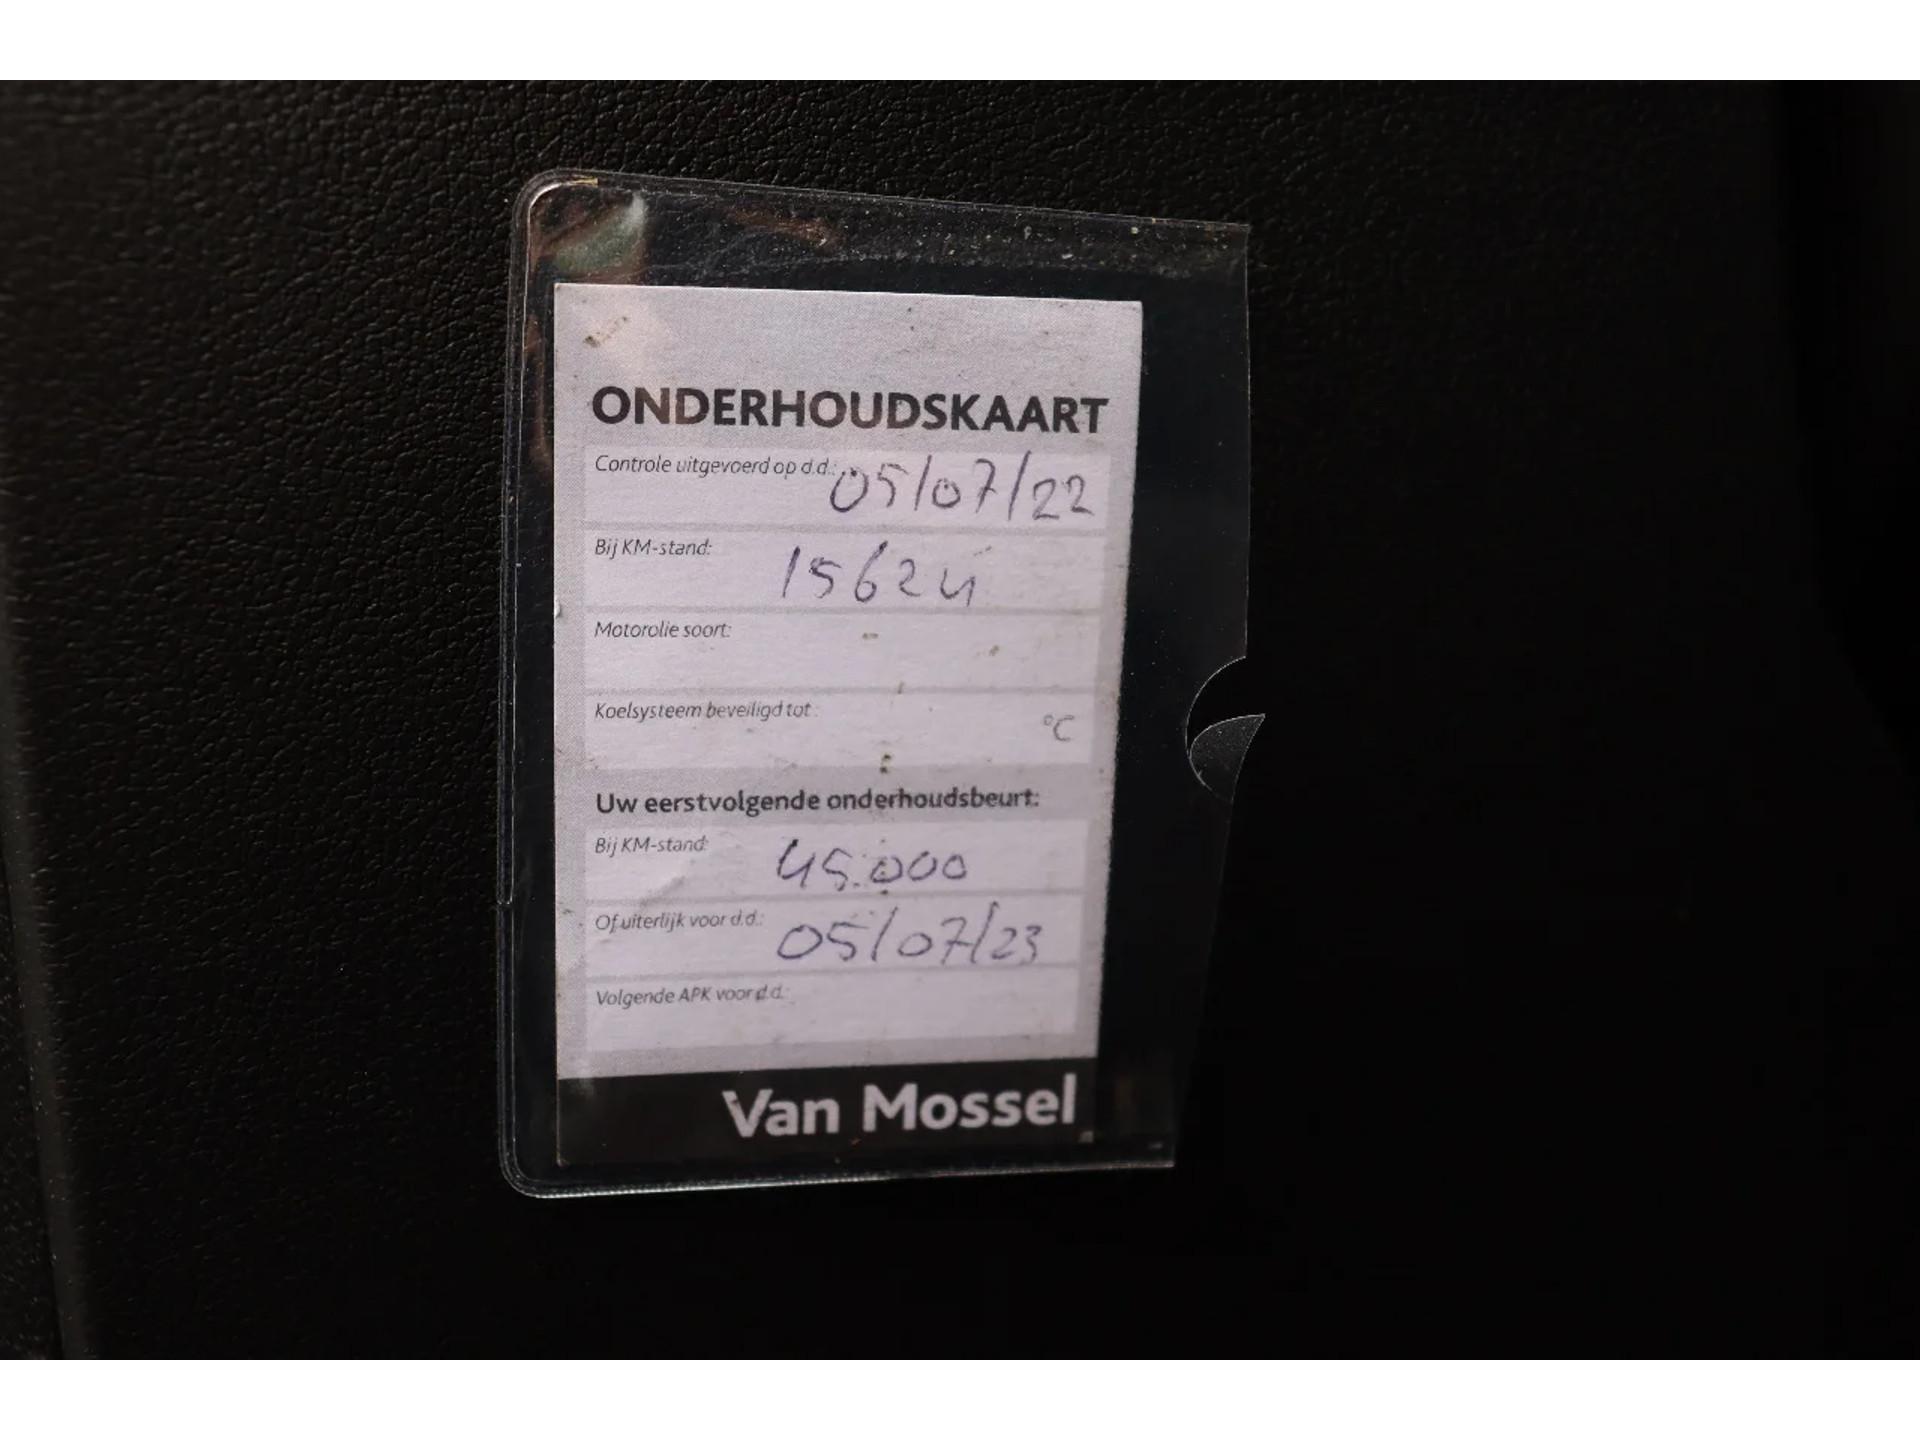 ONDERHOUDSKAART
Controle uitgevoerd op d.d.: 05/07/22
Bij KM-stand: 15624
Motorolie soort:
Koelsysteem beveiligd tot: °C
Uw eerstvolgende onderhoudsbeurt:
Bij KM-stand: 45.000
Of uiterlijk voor d.d.: 05/07/23
Volgende APK voor d.d.:
Van Mossel